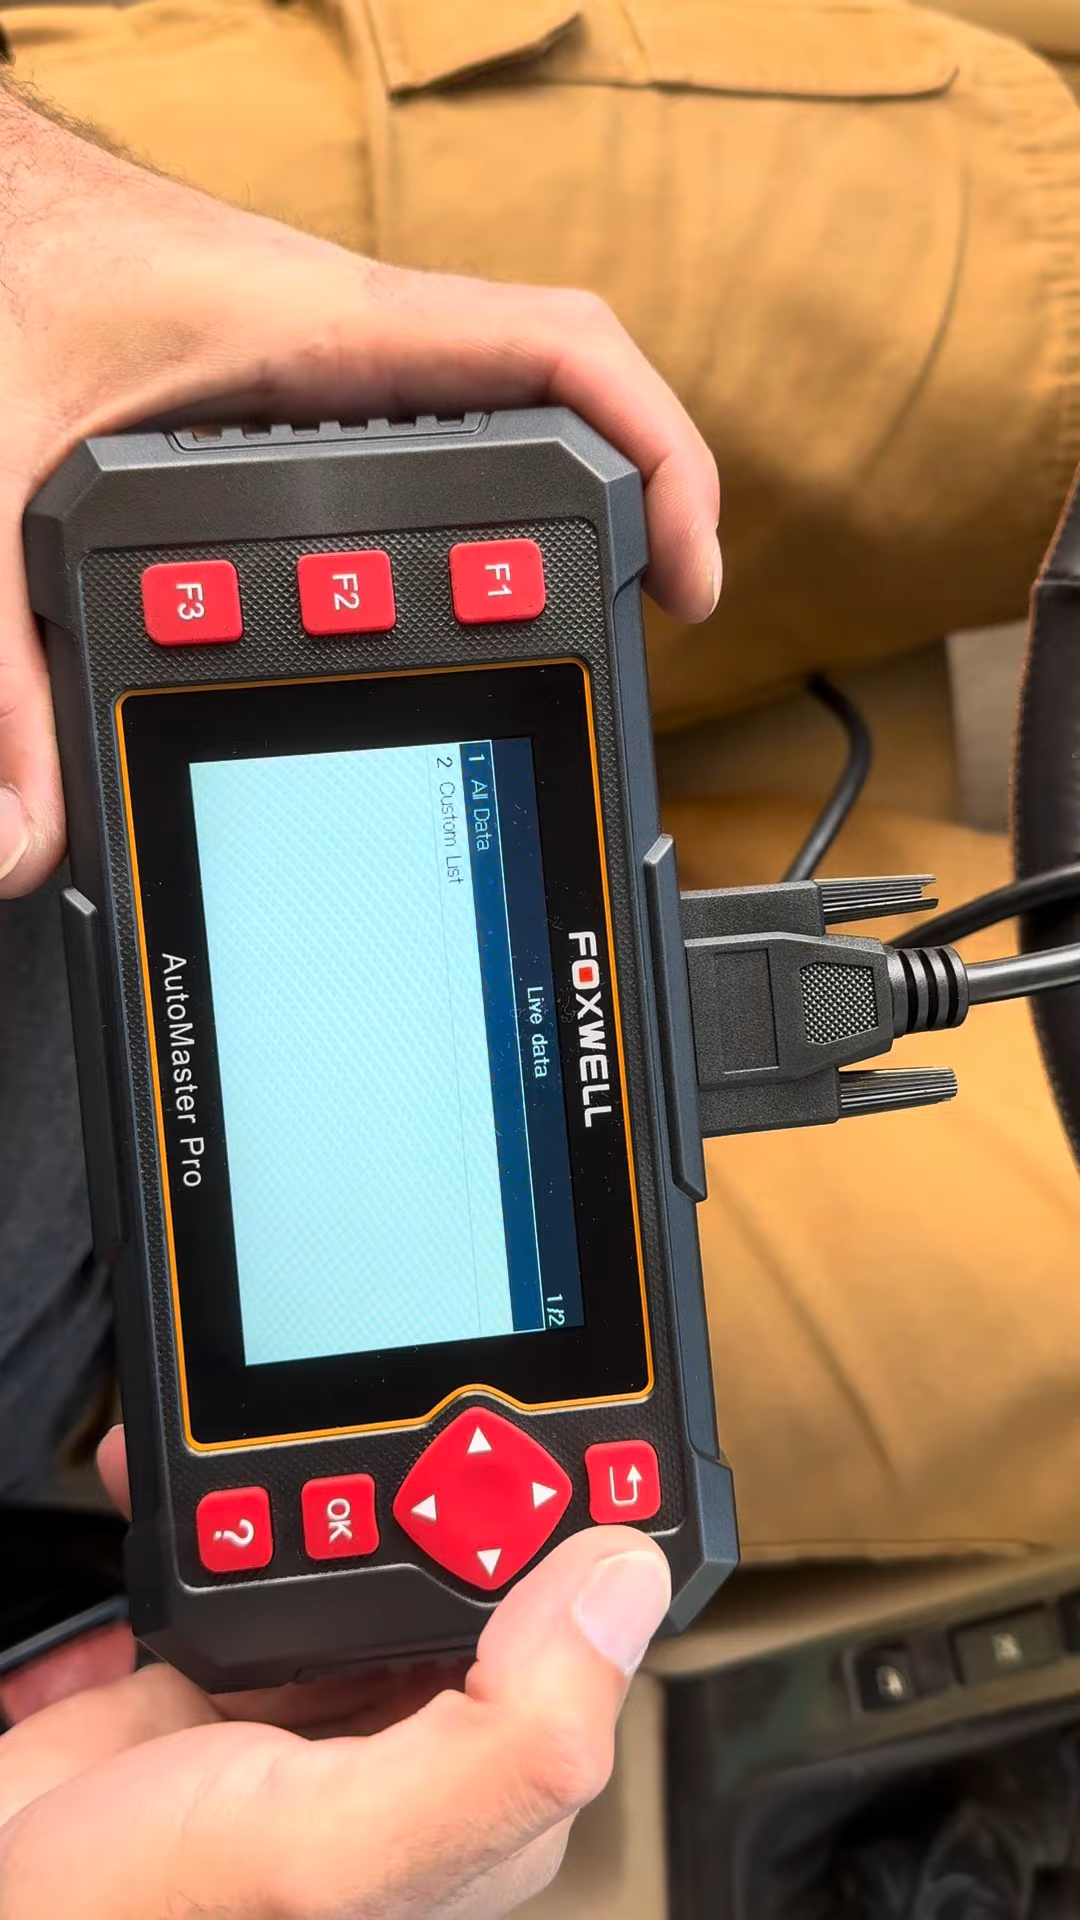 FOXWELL
Live data
1/2
1 All Data
2 Custom List
AutoMaster Pro
F1
F2
F3
OK
?